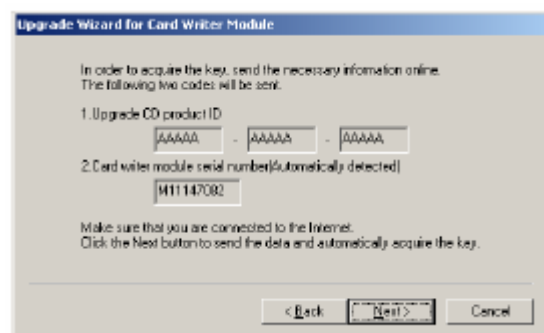 Upgrade Wizard for Card Writer Module
In order to acquire the key, send the necessary information online.
The following two codes will be sent.
1.Upgrade CD product ID
AAAAA - AAAAA - AAAAA
2.Card writer module serial number(Automatically detected)
M11147082
Make sure that you are connected to the Internet.
Click the Next button to send the data and automatically acquire the key.
< Back Next > Cancel